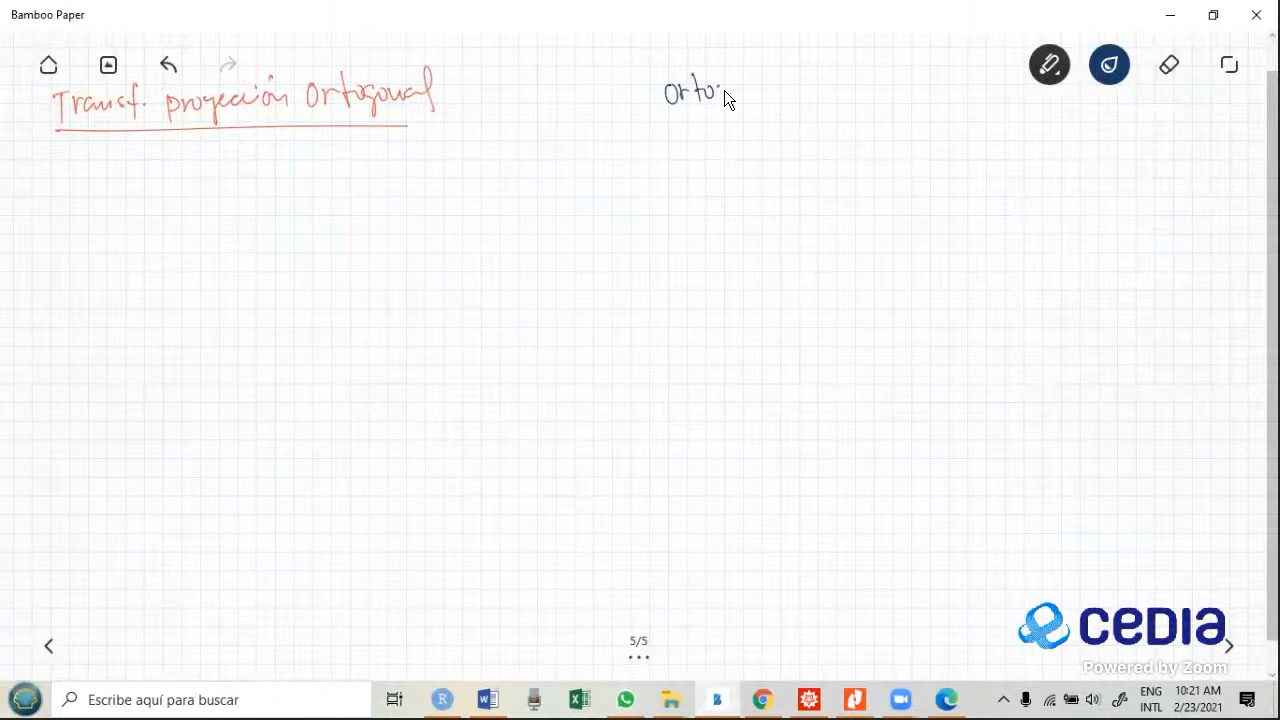 Bamboo Paper
Transf. proyección Ortogonal
Orto.
5/5
CEDIA
Powered by Zoom
Escribe aquí para buscar
ENG
INTL
10:21 AM
2/23/2021